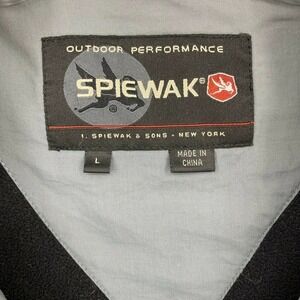 OUTDOOR PERFORMANCE
SPIEWAK®
I. SPIEWAK & SONS - NEW YORK
L
MADE IN
CHINA